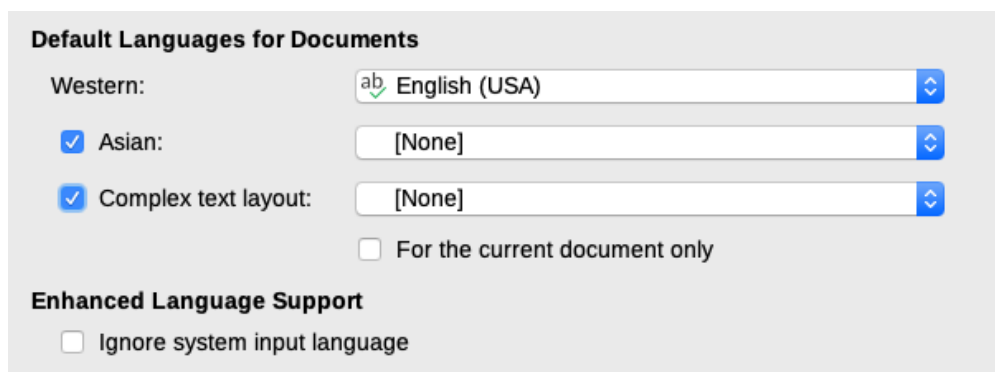 Default Languages for Documents
Western: ab English (USA)
Asian: [None]
Complex text layout: [None]
For the current document only
Enhanced Language Support
Ignore system input language